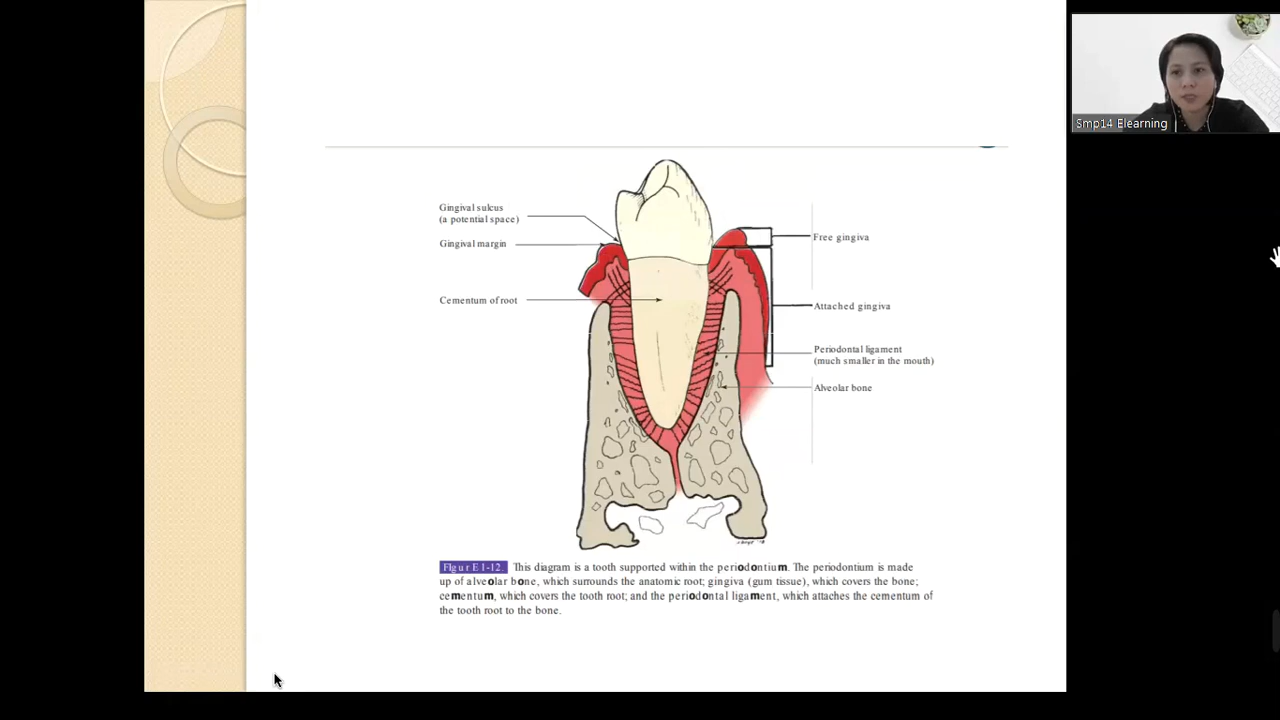 Smp14 Elearning
Gingival sulcus
(a potential space)
Gingival margin
Cementum of root
Free gingiva
Attached gingiva
Periodontal ligament
(much smaller in the mouth)
Alveolar bone
FIgurE 1-12. This diagram is a tooth supported within the periodontium. The periodontium is made
up of alveolar bone, which surrounds the anatomic root; gingiva (gum tissue), which covers the bone;
cementum, which covers the tooth root; and the periodontal ligament, which attaches the cementum of
the tooth root to the bone.